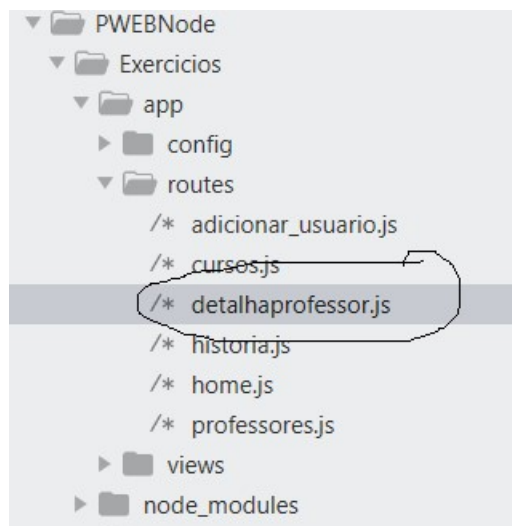 PWEBNode
Exercicios
app
config
routes
/* adicionar_usuario.js
/* cursos.js
/* detalhaprofessor.js
/* historia.js
/* home.js
/* professores.js
views
node_modules